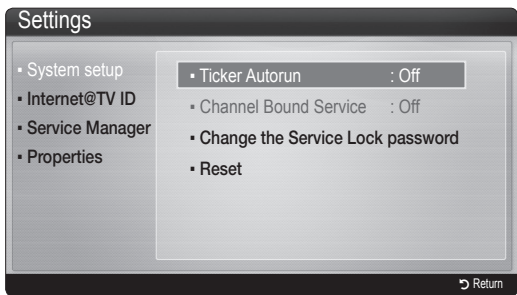 Settings
▪ System setup
▪ Internet@TV ID
▪ Service Manager
▪ Properties
▪ Ticker Autorun : Off
▪ Channel Bound Service : Off
▪ Change the Service Lock password
▪ Reset
Return